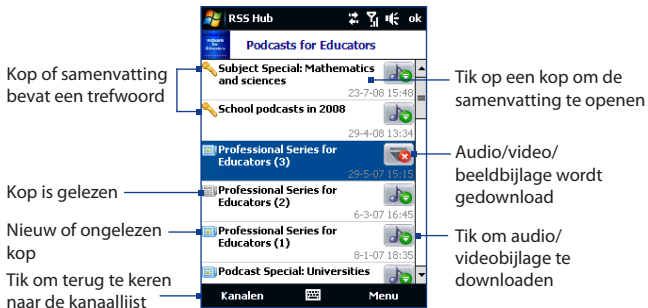 RSS Hub
ok
Podcasts for Educators
Subject Special: Mathematics
and sciences
23-7-08 15:48
School podcasts in 2008
29-4-08 13:34
Professional Series for
Educators (3)
29-5-07 15:15
Professional Series for
Educators (2)
6-3-07 16:45
Professional Series for
Educators (1)
8-1-07 18:35
Podcast Special: Universities
Kanalen
Menu
Kop of samenvatting
bevat een trefwoord
Kop is gelezen
Nieuw of ongelezen
kop
Tik om terug te keren
naar de kanaallijst
Tik op een kop om de
samenvatting te openen
Audio/video/
beeldbijlage wordt
gedownload
Tik om audio/
videobijlage te
downloaden